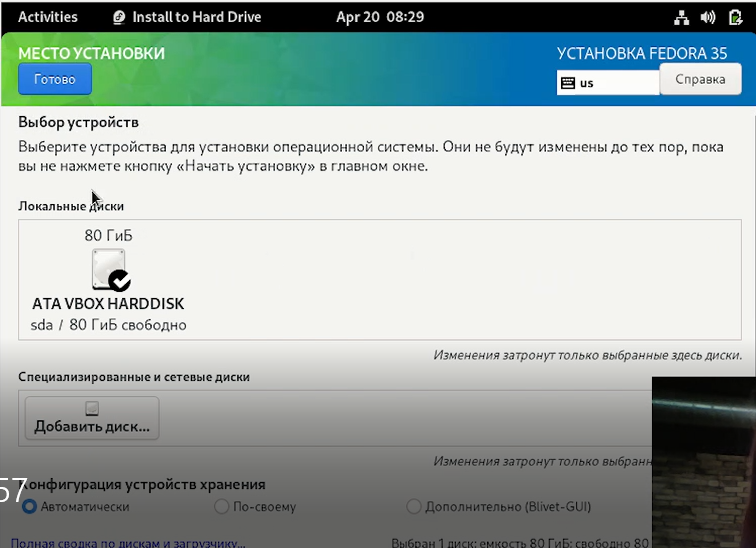 Activities Install to Hard Drive Apr 20 08:29
МЕСТО УСТАНОВКИ
УСТАНОВКА FEDORA 35
Готово
us
Справка
Выбор устройств
Выберите устройства для установки операционной системы. Они не будут изменены до тех пор, пока
вы не нажмете кнопку «Начать установку» в главном окне.
Локальные диски
80 ГиБ
ATA VBOX HARDDISK
sda / 80 ГиБ свободно
Изменения затронут только выбранные здесь диски.
Специализированные и сетевые диски
Добавить диск...
Изменения затронут только
57
Конфигурация устройств хранения
Автоматически По-своему Дополнительно (Blivet-GUI)
Полная сводка по дискам и загрузчику...
Выбран 1 диск; емкость 80 ГиБ; свободно 80